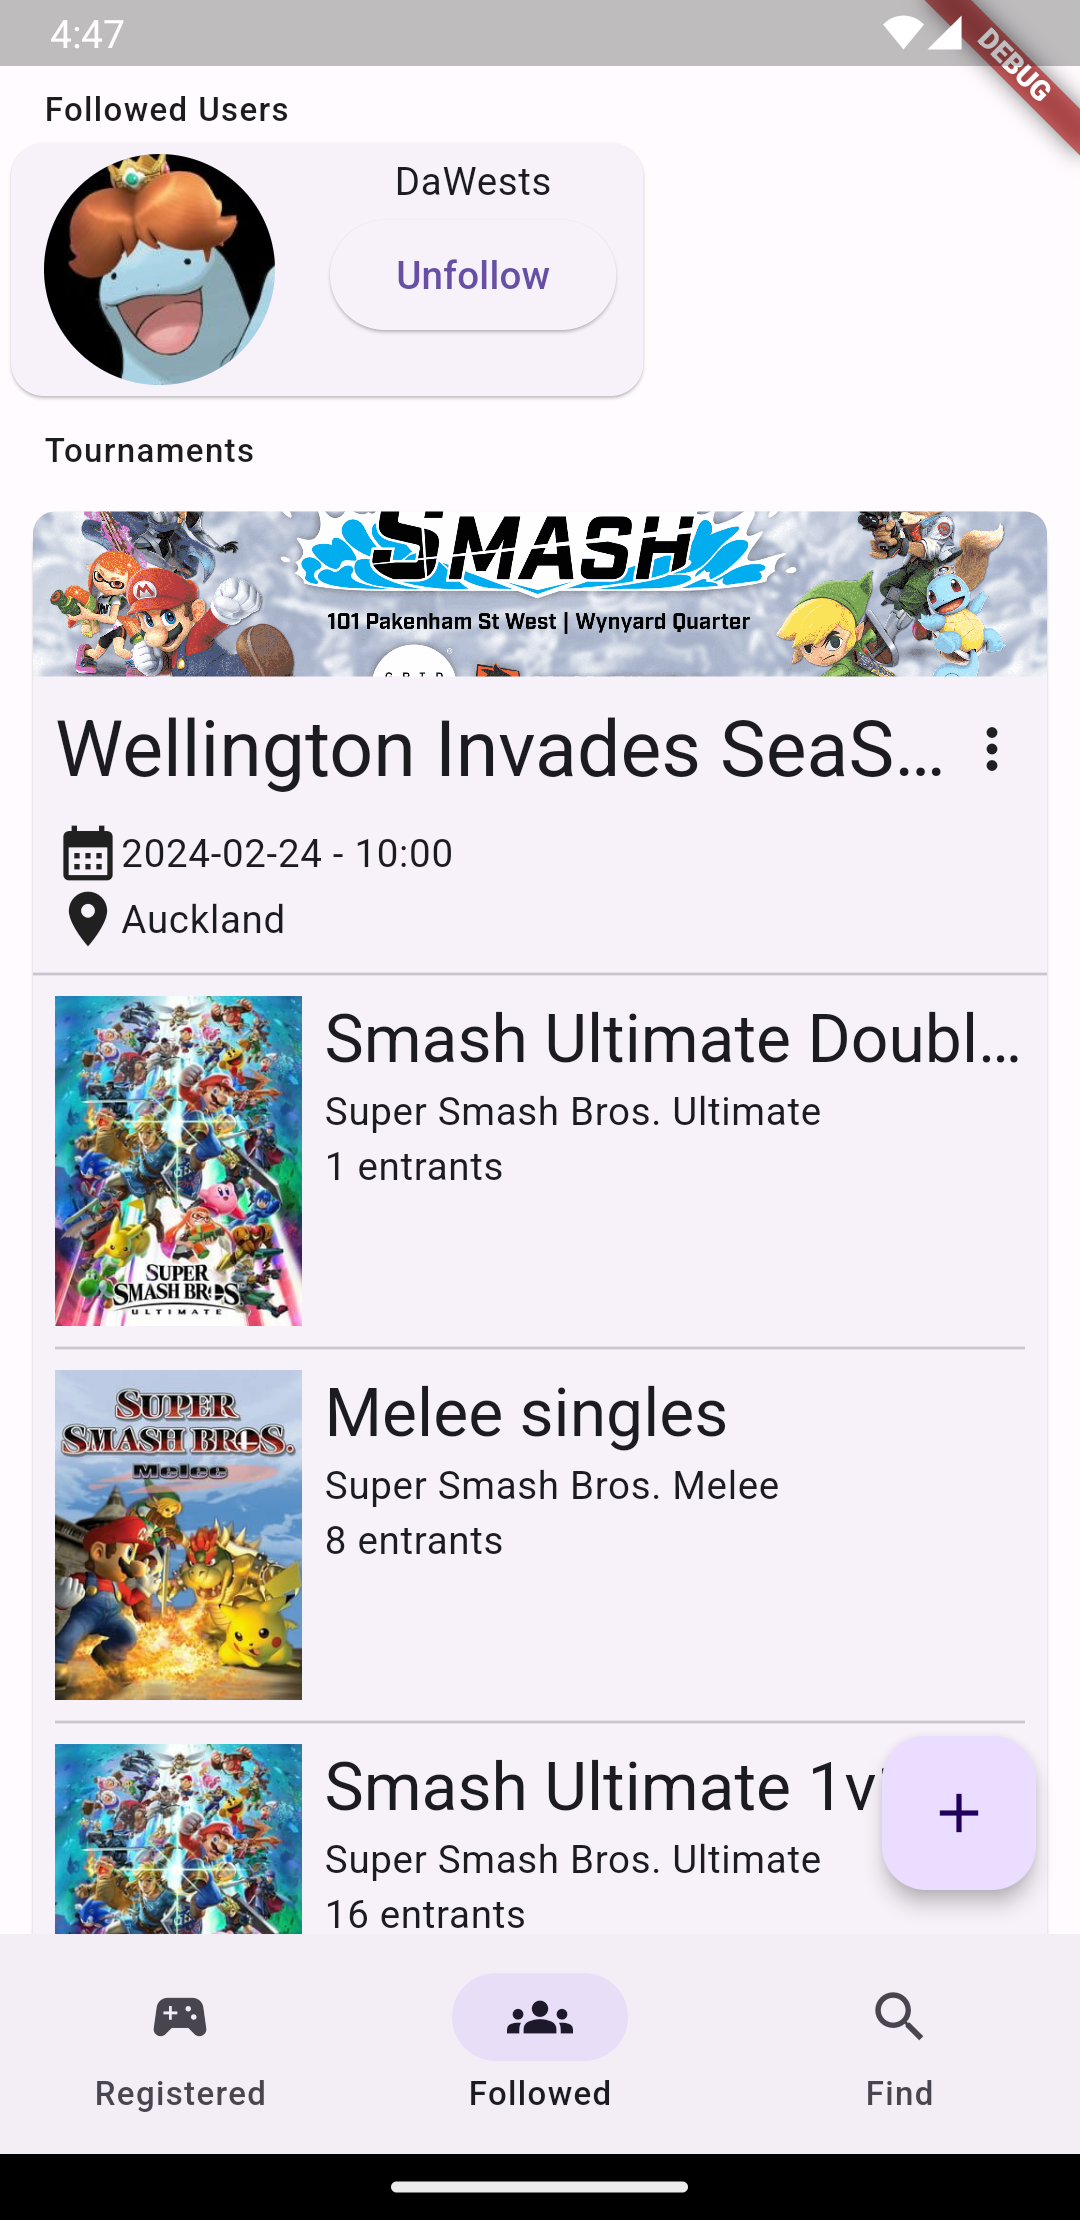 4:47
DEBUG
Followed Users
DaWests
Unfollow
Tournaments
SMASH
101 Pakenham St West | Wynyard Quarter
G R I D
Wellington Invades SeaS…
2024-02-24 - 10:00
Auckland
Smash Ultimate Doubl…
Super Smash Bros. Ultimate
1 entrants
SUPER
SMASH BROS.
ULTIMATE
Melee singles
Super Smash Bros. Melee
8 entrants
SUPER
SMASH BROS.
Melee
Smash Ultimate 1v
Super Smash Bros. Ultimate
16 entrants
Registered
Followed
Find